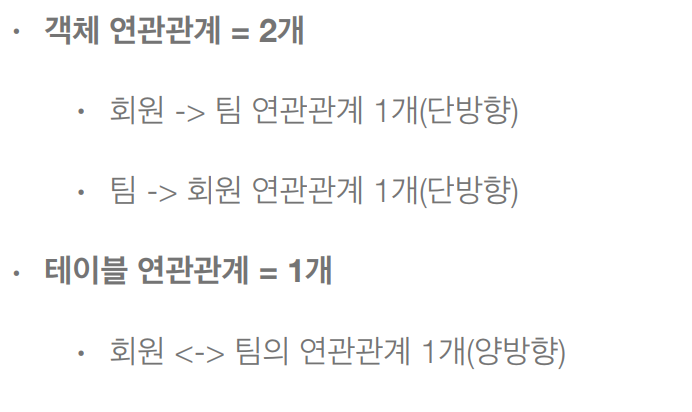 • 객체 연관관계 = 2개
• 회원 -> 팀 연관관계 1개(단방향)
• 팀 -> 회원 연관관계 1개(단방향)
• 테이블 연관관계 = 1개
• 회원 <-> 팀의 연관관계 1개(양방향)